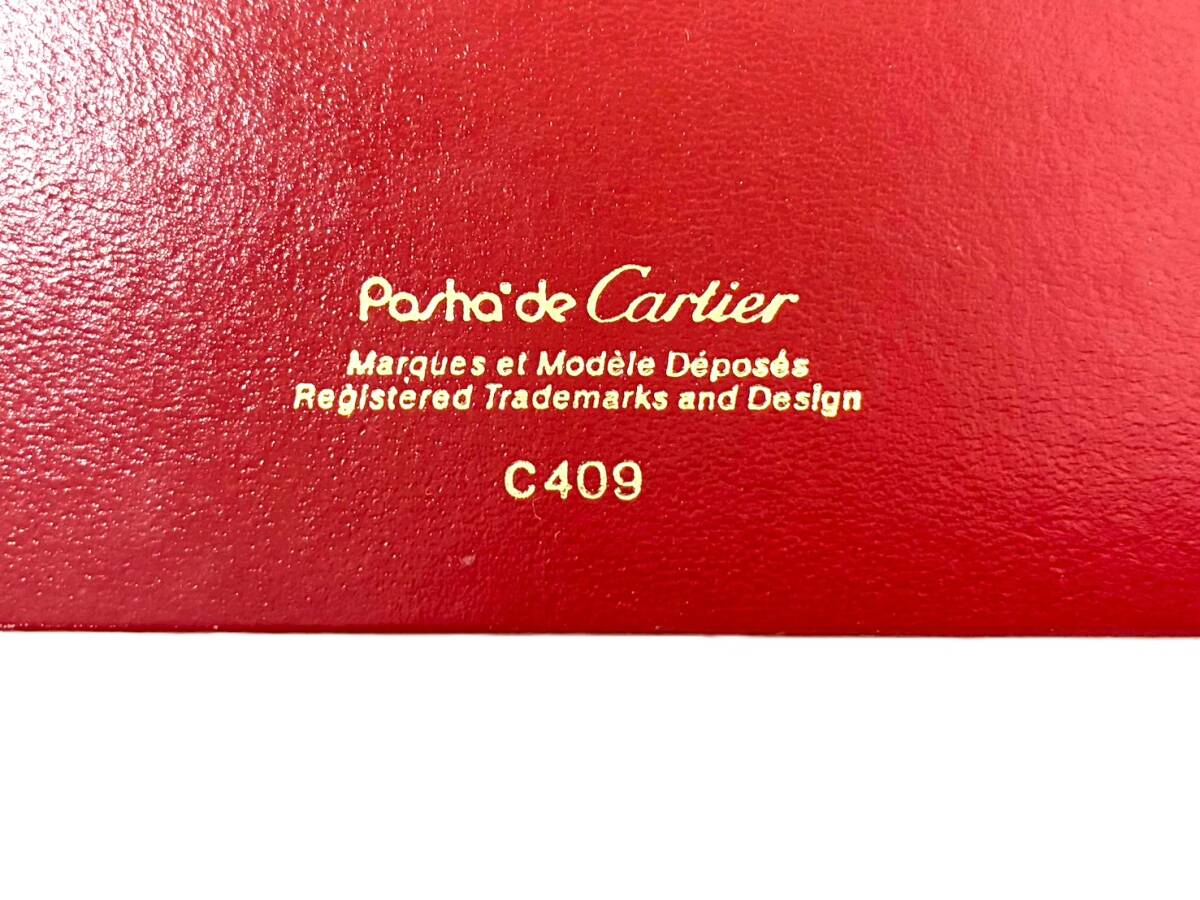 Pasha de Cartier
Marques et Modèle Déposés
Registered Trademarks and Design
C409